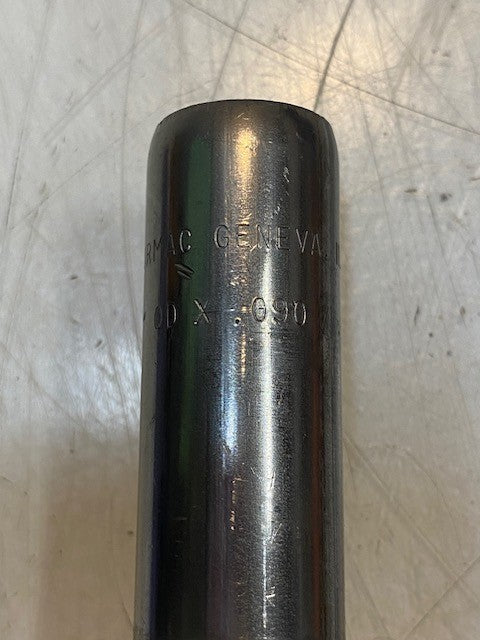 RMAC GENEVA
OD X .090